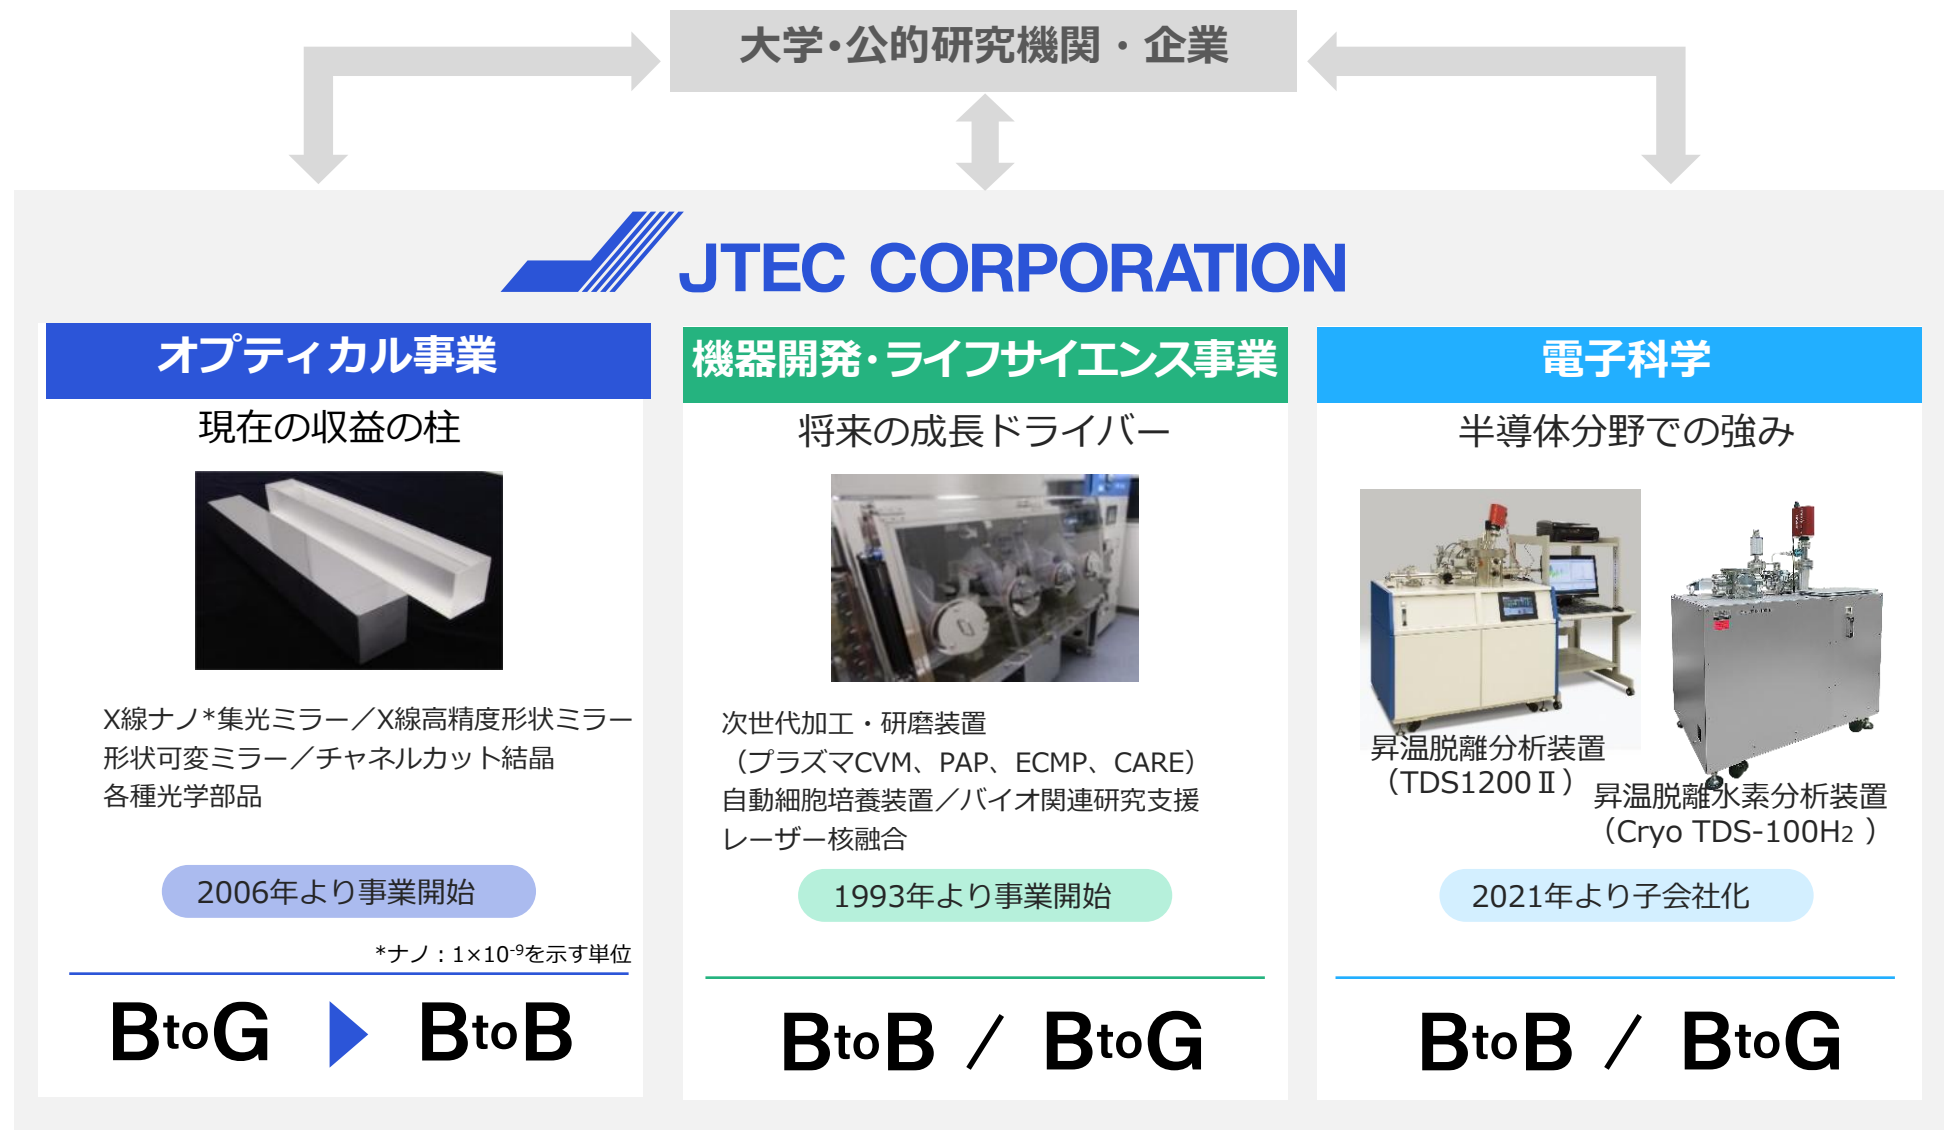 大学・公的研究機関・企業
JTEC CORPORATION
オプティカル事業
現在の収益の柱
X線ナノ*集光ミラー／X線高精度形状ミラー
形状可変ミラー／チャネルカット結晶
各種光学部品
2006年より事業開始
*ナノ：1×10⁻⁹を示す単位
BtoG ▶ BtoB
機器開発・ライフサイエンス事業
将来の成長ドライバー
次世代加工・研磨装置
（プラズマCVM、PAP、ECMP、CARE）
自動細胞培養装置／バイオ関連研究支援
レーザー核融合
1993年より事業開始
BtoB / BtoG
電子科学
半導体分野での強み
昇温脱離分析装置
（TDS1200Ⅱ）
昇温脱離水素分析装置
（Cryo TDS-100H2 ）
2021年より子会社化
BtoB / BtoG